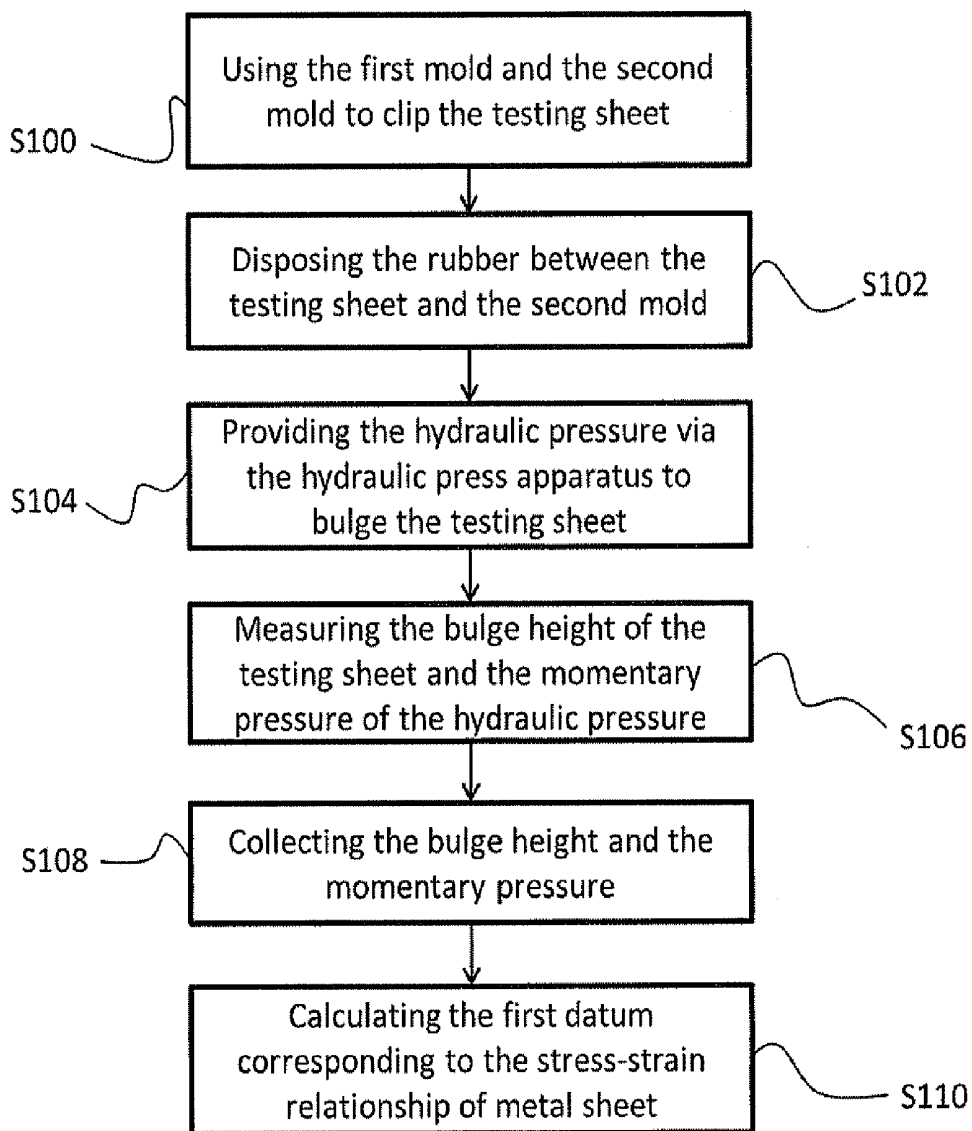 Using the first mold and the second
mold to clip the testing sheet
S100
Disposing the rubber between the
testing sheet and the second mold
S102
Providing the hydraulic pressure via
the hydraulic press apparatus to
bulge the testing sheet
S104
Measuring the bulge height of the
testing sheet and the momentary
pressure of the hydraulic pressure
S106
Collecting the bulge height and the
momentary pressure
S108
Calculating the first datum
corresponding to the stress-strain
relationship of metal sheet
S110